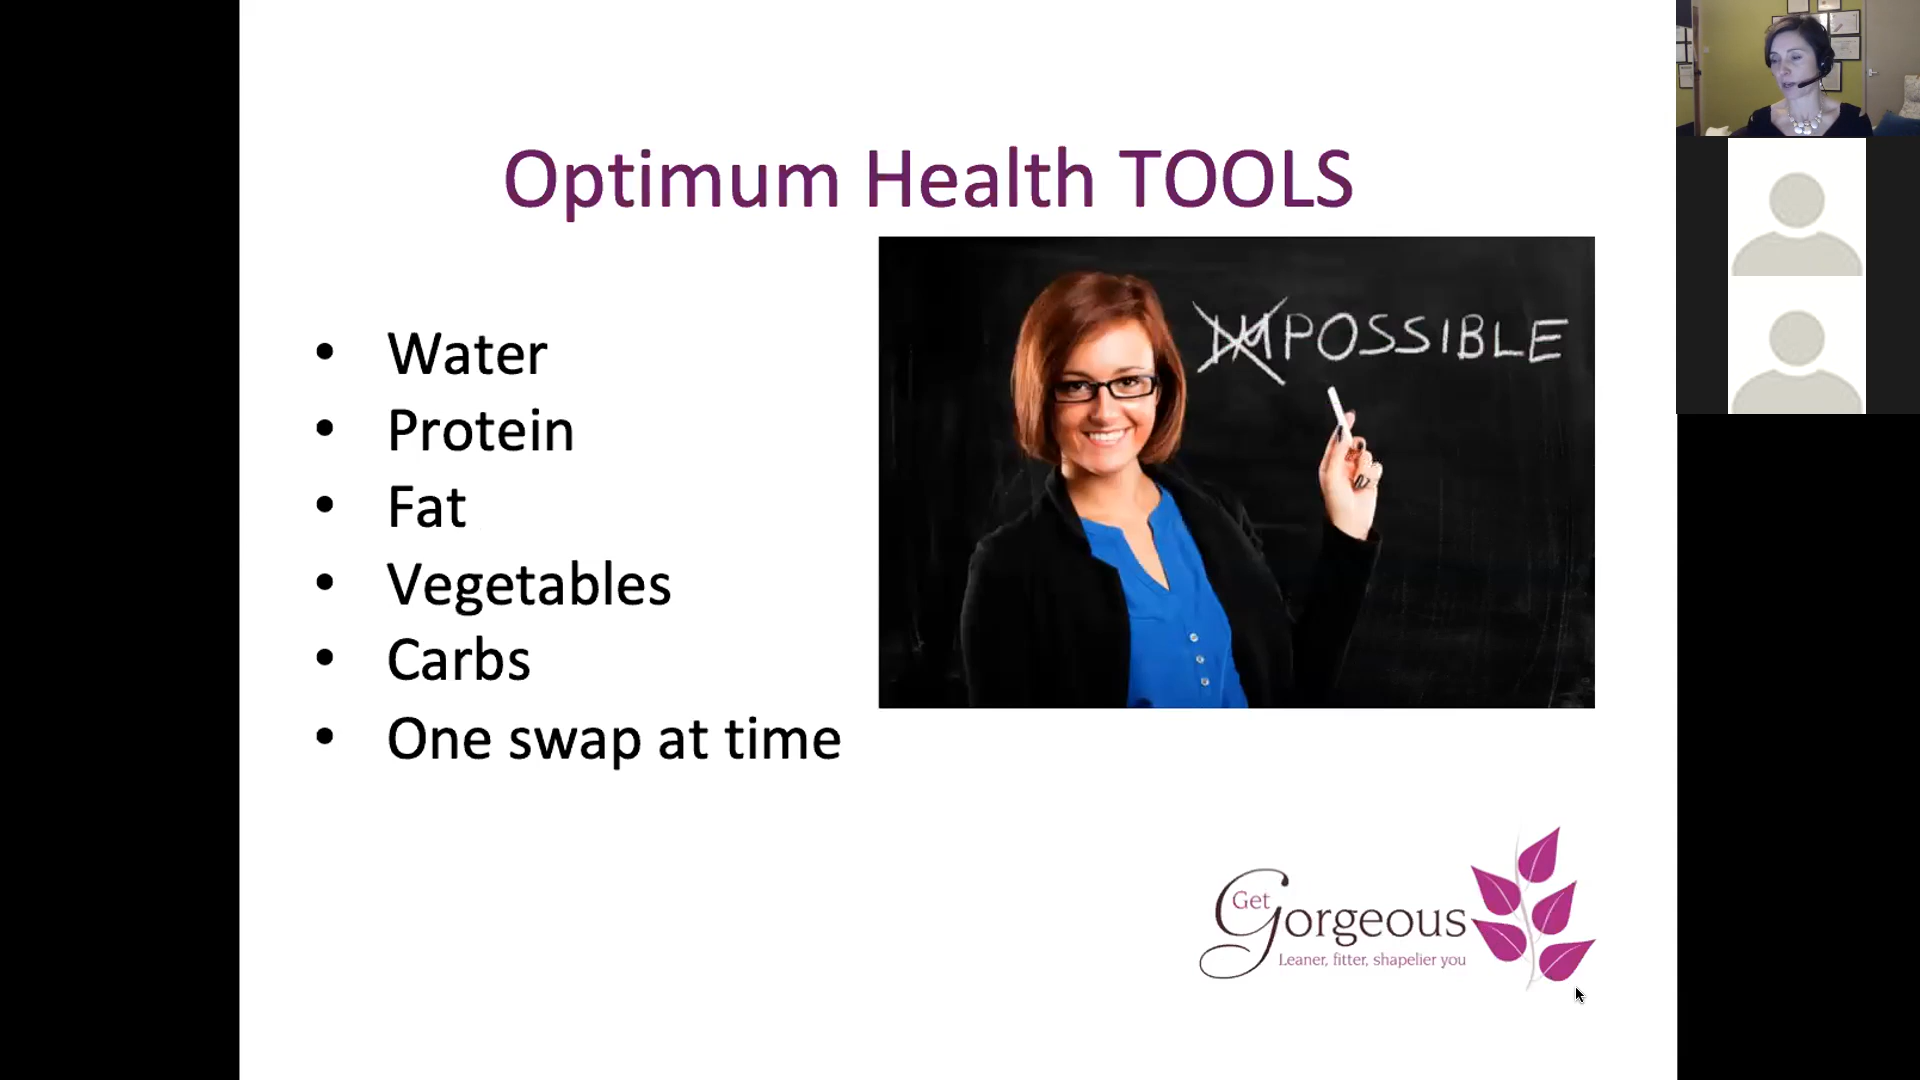 Optimum Health TOOLS
• Water
• Protein
• Fat
• Vegetables
• Carbs
• One swap at time
IMPOSSIBLE
Get
Gorgeous
Leaner, fitter, shapelier you